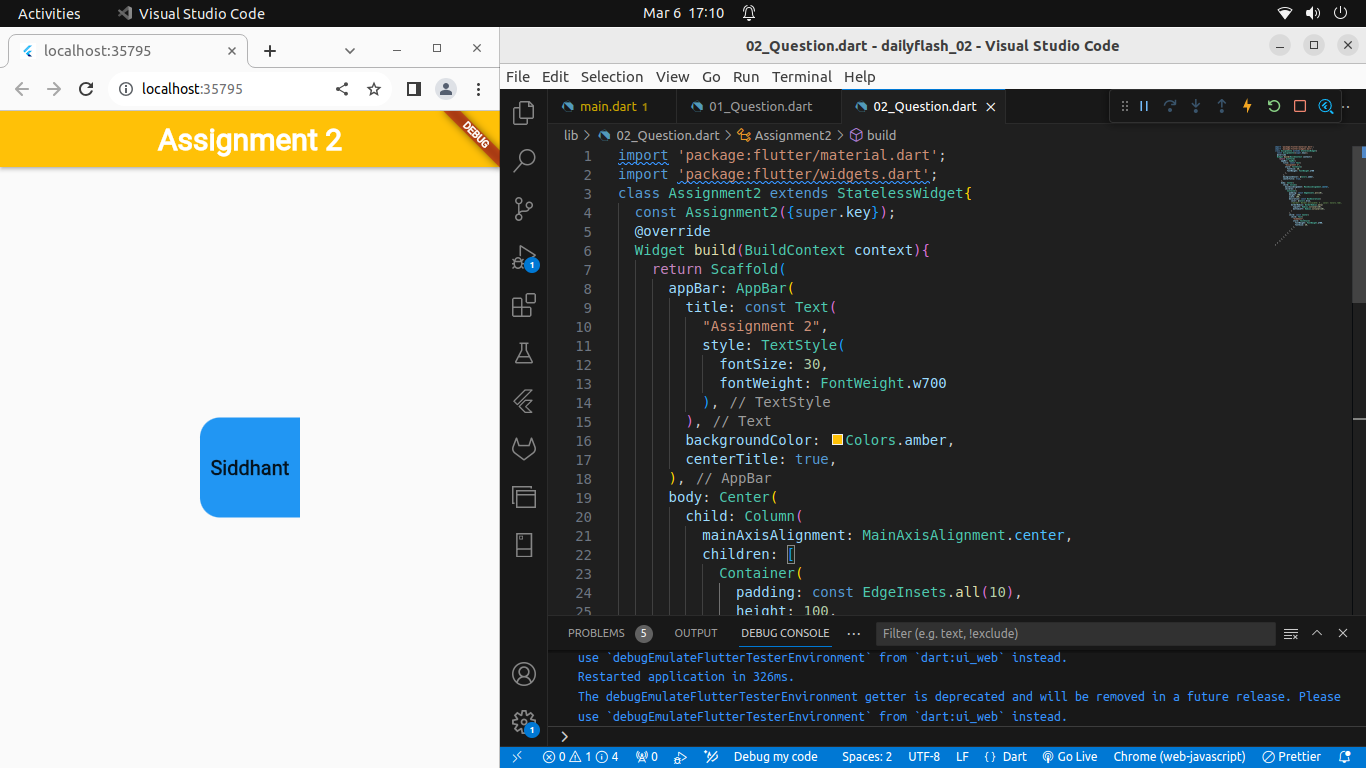 Activities
Visual Studio Code
Mar 6 17:10
localhost:35795
localhost:35795
Assignment 2
DEBUG
Siddhant
02_Question.dart - dailyflash_02 - Visual Studio Code
File Edit Selection View Go Run Terminal Help
main.dart 1
01_Question.dart
02_Question.dart
lib > 02_Question.dart > Assignment2 > build
1 import 'package:flutter/material.dart';
2 import 'package:flutter/widgets.dart';
3 class Assignment2 extends StatelessWidget{
4 const Assignment2({super.key});
5 @override
6 Widget build(BuildContext context){
7 return Scaffold(
8 appBar: AppBar(
9 title: const Text(
10 "Assignment 2",
11 style: TextStyle(
12 fontSize: 30,
13 fontWeight: FontWeight.w700
14 ), // TextStyle
15 ), // Text
16 backgroundColor: Colors.amber,
17 centerTitle: true,
18 ), // AppBar
19 body: Center(
20 child: Column(
21 mainAxisAlignment: MainAxisAlignment.center,
22 children: [
23 Container(
24 padding: const EdgeInsets.all(10),
25 height: 100,
1
1
PROBLEMS 5 OUTPUT DEBUG CONSOLE ... Filter (e.g. text, !exclude)
use `debugEmulateFlutterTesterEnvironment` from `dart:ui_web` instead.
Restarted application in 326ms.
The debugEmulateFlutterTesterEnvironment getter is deprecated and will be removed in a future release. Please
use `debugEmulateFlutterTesterEnvironment` from `dart:ui_web` instead.
>
0 1 4 0 Debug my code Spaces: 2 UTF-8 LF {} Dart Go Live Chrome (web-javascript) Prettier